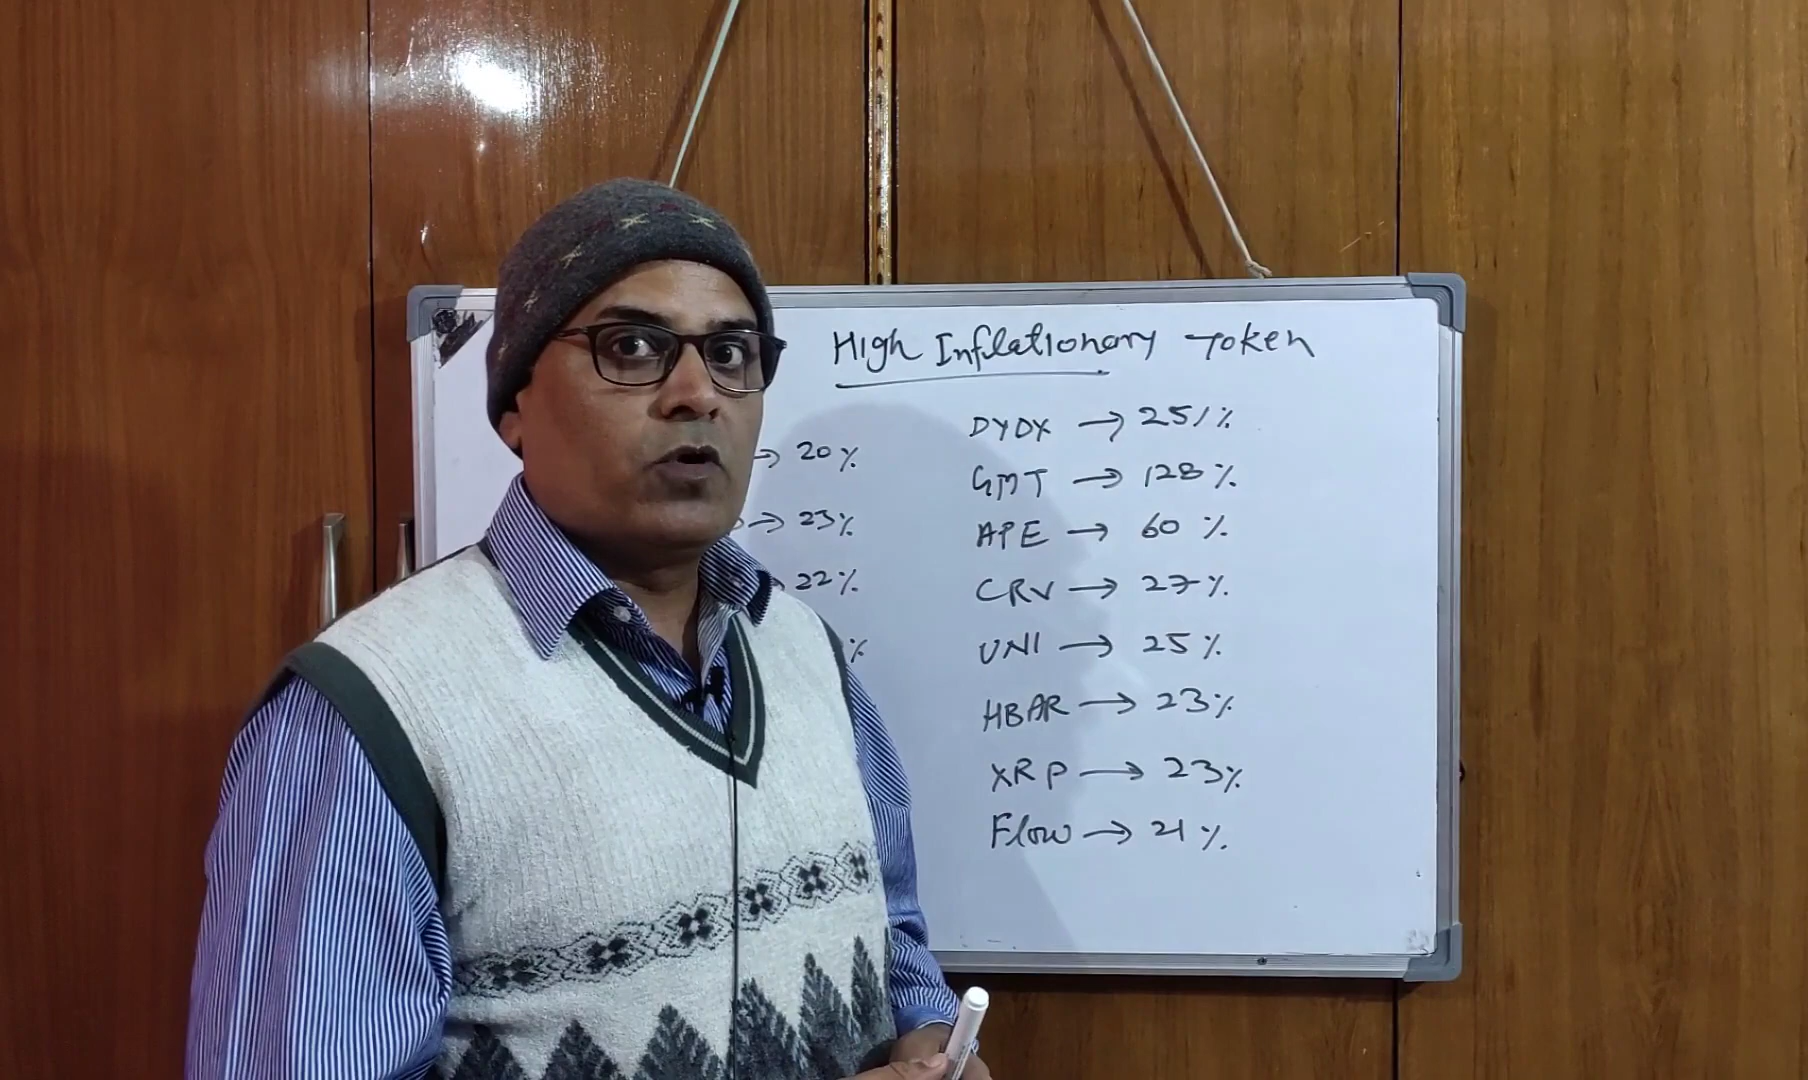 High Inflationary Token
→ 20%
→ 23%
22%
%
DYDX → 251%
GMT → 128%
APE → 60%
CRV → 27%
UNI → 25%
HBAR → 23%
XRP → 23%
Flow → 21%